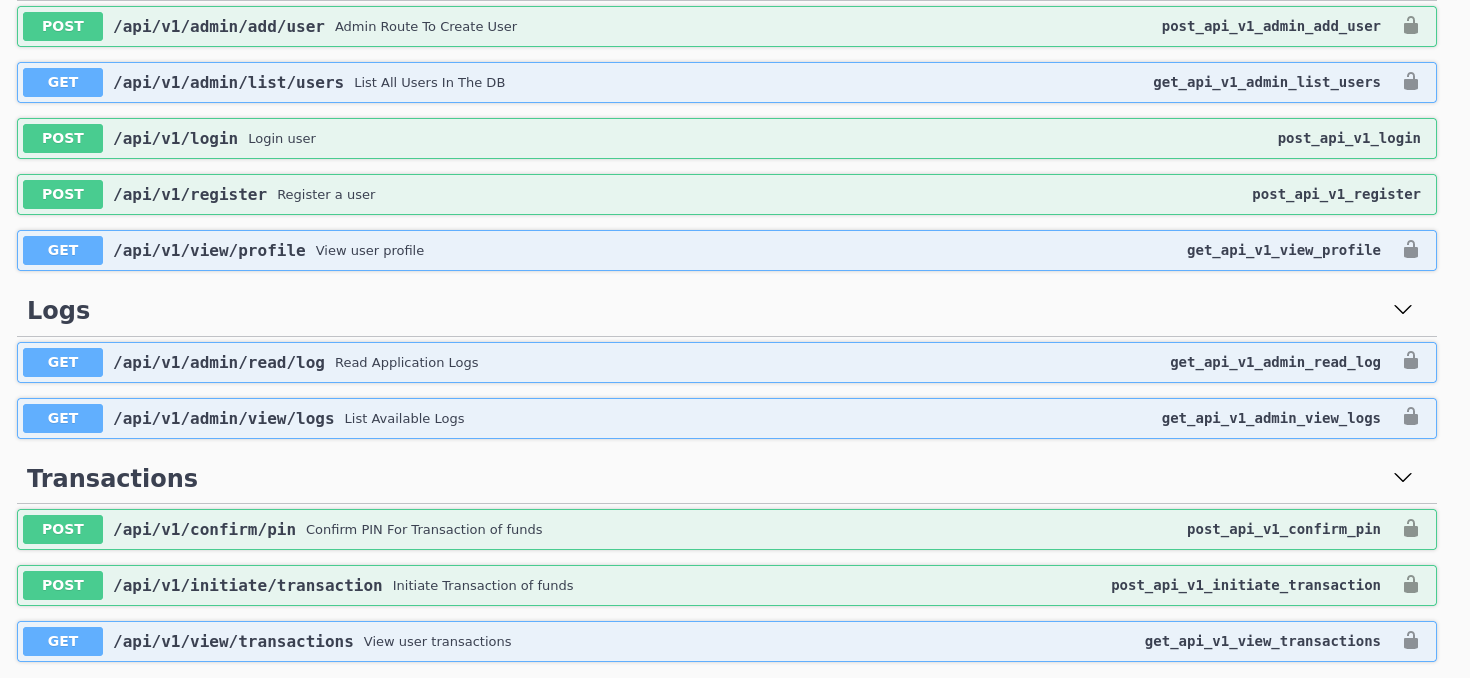 POST /api/v1/admin/add/user Admin Route To Create User post_api_v1_admin_add_user
GET /api/v1/admin/list/users List All Users In The DB get_api_v1_admin_list_users
POST /api/v1/login Login user post_api_v1_login
POST /api/v1/register Register a user post_api_v1_register
GET /api/v1/view/profile View user profile get_api_v1_view_profile
Logs
GET /api/v1/admin/read/log Read Application Logs get_api_v1_admin_read_log
GET /api/v1/admin/view/logs List Available Logs get_api_v1_admin_view_logs
Transactions
POST /api/v1/confirm/pin Confirm PIN For Transaction of funds post_api_v1_confirm_pin
POST /api/v1/initiate/transaction Initiate Transaction of funds post_api_v1_initiate_transaction
GET /api/v1/view/transactions View user transactions get_api_v1_view_transactions